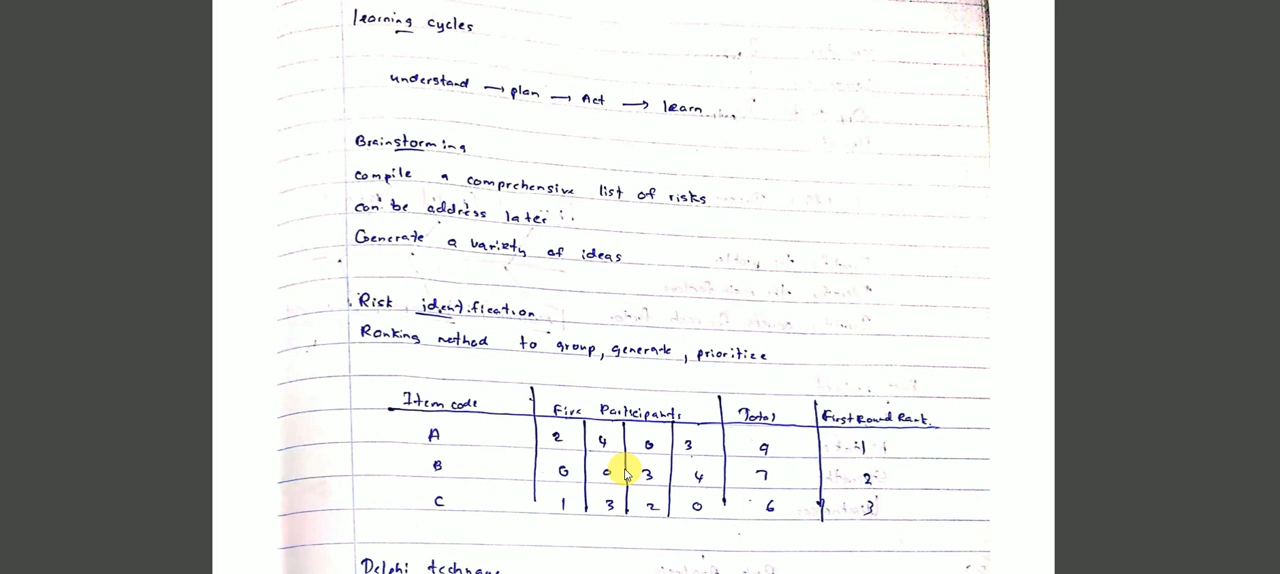 learning cycles
understand → plan → Act → learn
Brainstorming
compile a comprehensive list of risks
can be address later
Generate a variety of ideas
Risk identification
Ranking method to group, generate, prioritize
Item code Five Participants Total First Round Rank.
A 2 4 0 3 9 1
B 0 0 3 4 7 2
C 1 3 2 0 6 3
Delphi